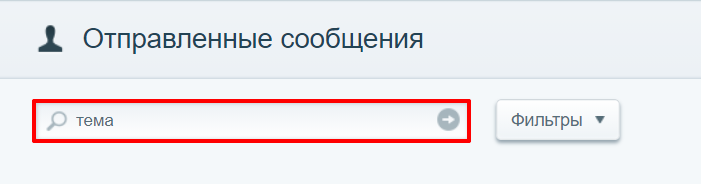 Отправленные сообщения
тема
Фильтры